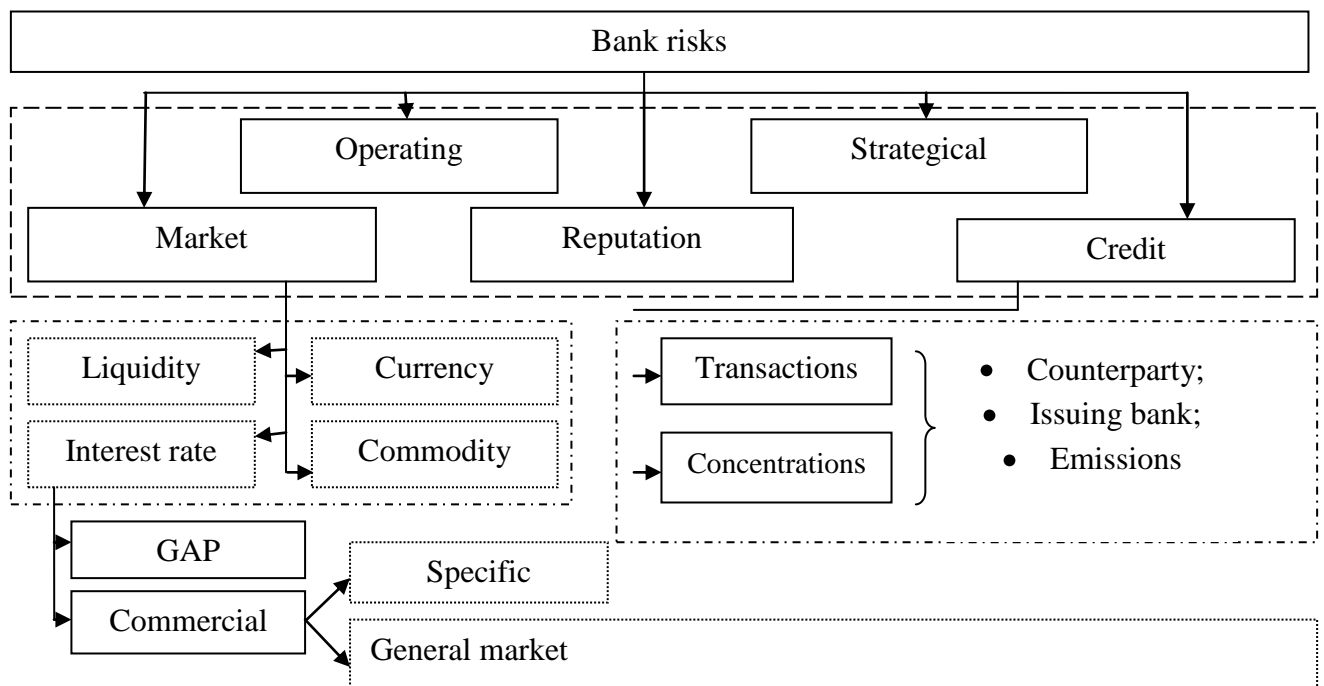 Bank risks
Operating
Strategical
Market
Reputation
Credit
Liquidity
Currency
Interest rate
Commodity
Transactions
Concentrations
• Counterparty;
• Issuing bank;
• Emissions
GAP
Commercial
Specific
General market